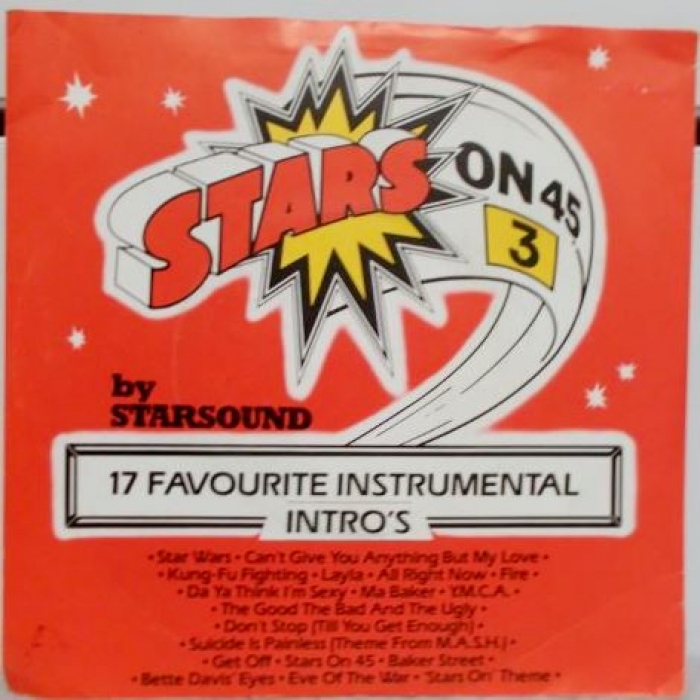 STARS ON 45
3
by
STARSOUND
17 FAVOURITE INSTRUMENTAL
INTRO'S
• Star Wars • Can't Give You Anything But My Love •
• Kung-Fu Fighting • Layla • All Right Now • Fire •
• Da Ya Think I'm Sexy • Ma Baker • Y.M.C.A. •
• The Good The Bad And The Ugly •
• Don't Stop (Till You Get Enough) •
• Suicide Is Painless (Theme From M.A.S.H.) •
• Get Off • Stars On 45 • Baker Street •
• Bette Davis' Eyes • Eve Of The War • 'Stars On' Theme •